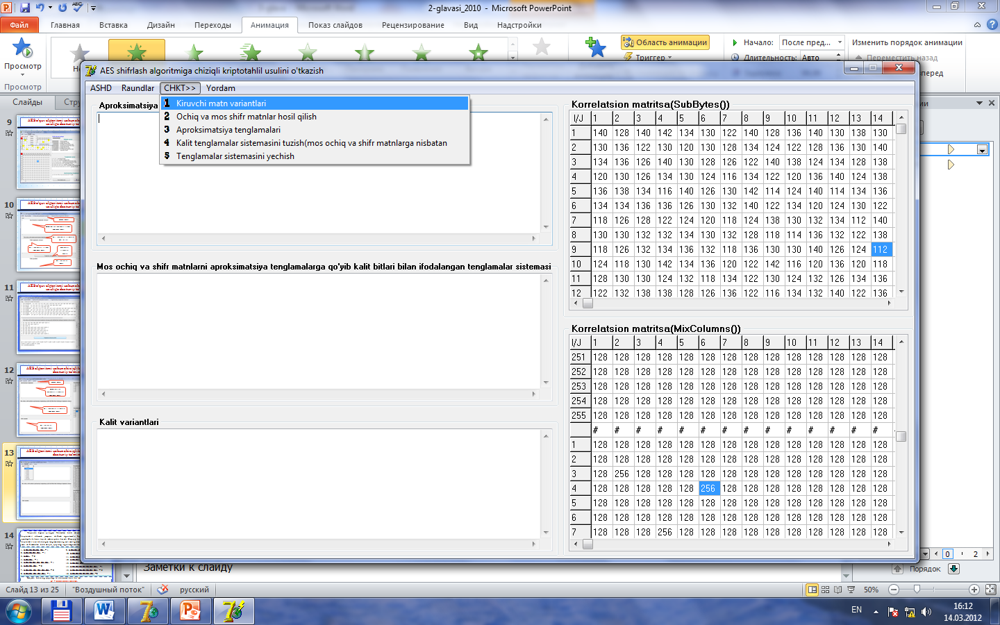 2-glavasi_2010 - Microsoft PowerPoint
Файл Главная Вставка Дизайн Переходы Анимация Показ слайдов Рецензирование Вид Надстройки
Область анимации Начало: После пред... Изменить порядок анимации
Просмотр Триггер Длительность: Авто Переместить назад
Просмотр
Слайды
AES shifrlash algoritmiga chiziqli kriptotahlil usulini o'tkazish
ASHD Raundlar CHKT>> Yordam
Aproksimatsiya
1 Kiruvchi matn variantlari
2 Ochiq va mos shifr matnlar hosil qilish
3 Aproksimatsiya tenglamalari
4 Kalit tenglamalar sistemasini tuzish(mos ochiq va shifr matnlarga nisbatan
5 Tenglamalar sistemasini yechish
Mos ochiq va shifr matnlarni aproksimatsiya tenglamalarga qo'yib kalit bitlari bilan ifodalangan tenglamalar sistemasi
Kalit variantlari
Korrelatsion matritsa(SubBytes())
I/J 1 2 3 4 5 6 7 8 9 10 11 12 13 14
1 140 128 140 142 134 130 122 140 128 136 140 130 138 130
2 130 136 122 130 120 130 128 134 124 122 128 136 130 140
3 134 136 126 140 130 128 126 122 140 138 134 124 128 138
4 120 130 126 134 130 124 116 134 122 120 136 140 124 138
5 136 138 134 116 140 126 130 142 114 124 140 114 134 136
6 134 134 136 136 126 130 132 140 122 134 120 124 130 122
7 118 126 128 122 124 120 118 124 138 130 132 134 112 140
8 130 130 132 138 134 130 132 128 118 114 136 132 122 138
9 118 126 132 134 136 132 118 136 130 130 140 126 124 112
10 124 118 130 142 134 136 120 122 142 116 120 136 120 118
11 128 130 130 124 132 118 134 122 130 124 132 126 134 136
12 122 132 138 138 128 126 136 122 116 134 132 140 122 136
Korrelatsion matritsa(MixColumns())
I/J 1 2 3 4 5 6 7 8 9 10 11 12 13 14
251 128 128 128 128 128 128 128 128 128 128 128 128 128 128
252 128 128 128 128 128 128 128 128 128 128 128 128 128 128
253 128 128 128 128 128 128 128 128 128 128 128 128 128 128
254 128 128 128 128 128 128 128 128 128 128 128 128 128 128
255 128 128 128 128 128 128 128 128 128 128 128 128 128 128
# # # # # # # # # # # # # #
1 128 128 128 128 128 128 128 128 128 128 128 128 128 128
2 128 128 128 128 128 128 128 128 128 128 128 128 128 128
3 128 256 128 128 128 128 128 128 128 128 128 128 128 128
4 128 128 128 128 128 256 128 128 128 128 128 128 128 128
5 128 128 128 128 128 128 128 128 128 128 128 128 128 128
6 128 128 128 128 128 128 128 128 128 128 128 128 128 128
7 128 128 128 256 128 128 128 128 128 128 128 128 128 128
9
10
11
12
13
14
0 2
Порядок
Заметки к слайду
Слайд 13 из 25 "Воздушный поток" русский 50%
EN 16:12
14.03.2012